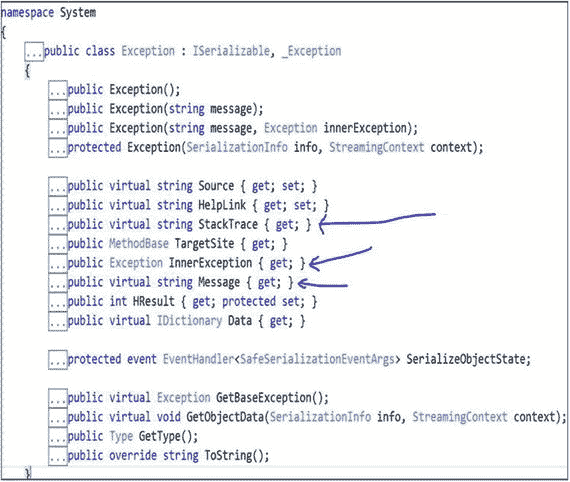 namespace System
{
...public class Exception : ISerializable, _Exception
{
...public Exception();
...public Exception(string message);
...public Exception(string message, Exception innerException);
...protected Exception(SerializationInfo info, StreamingContext context);
...public virtual string Source { get; set; }
...public virtual string HelpLink { get; set; }
...public virtual string StackTrace { get; }
...public MethodBase TargetSite { get; }
...public Exception InnerException { get; }
...public virtual string Message { get; }
...public int HResult { get; protected set; }
...public virtual IDictionary Data { get; }
...protected event EventHandler<SafeSerializationEventArgs> SerializeObjectState;
...public virtual Exception GetBaseException();
...public virtual void GetObjectData(SerializationInfo info, StreamingContext context);
...public Type GetType();
...public override string ToString();
}